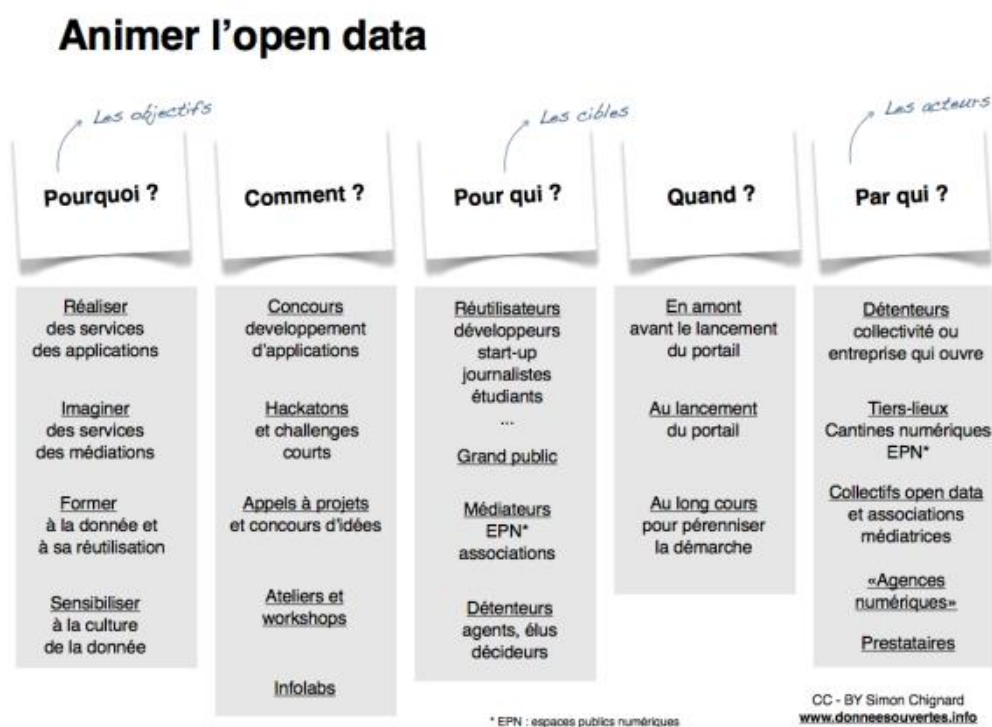 Animer l'open data
Les objectifs
Les cibles
Les acteurs
Pourquoi ?
Comment ?
Pour qui ?
Quand ?
Par qui ?
Réaliser
des services
des applications
Imaginer
des services
des médiations
Former
à la donnée et
à sa réutilisation
Sensibiliser
à la culture
de la donnée
Concours
developpement
d'applications
Hackatons
et challenges
courts
Appels à projets
et concours d'idées
Ateliers et
workshops
Infolabs
Réutilisateurs
développeurs
start-up
journalistes
étudiants
...
Grand public
Médiateurs
EPN*
associations
Détenteurs
agents, élus
décideurs
En amont
avant le lancement
du portail
Au lancement
du portail
Au long cours
pour pérenniser
la démarche
Détenteurs
collectivité ou
entreprise qui ouvre
Tiers-lieux
Cantines numériques
EPN*
Collectifs open data
et associations
médiatrices
«Agences
numériques»
Prestataires
* EPN : espaces publics numériques
CC - BY Simon Chignard
www.donneesouvertes.info